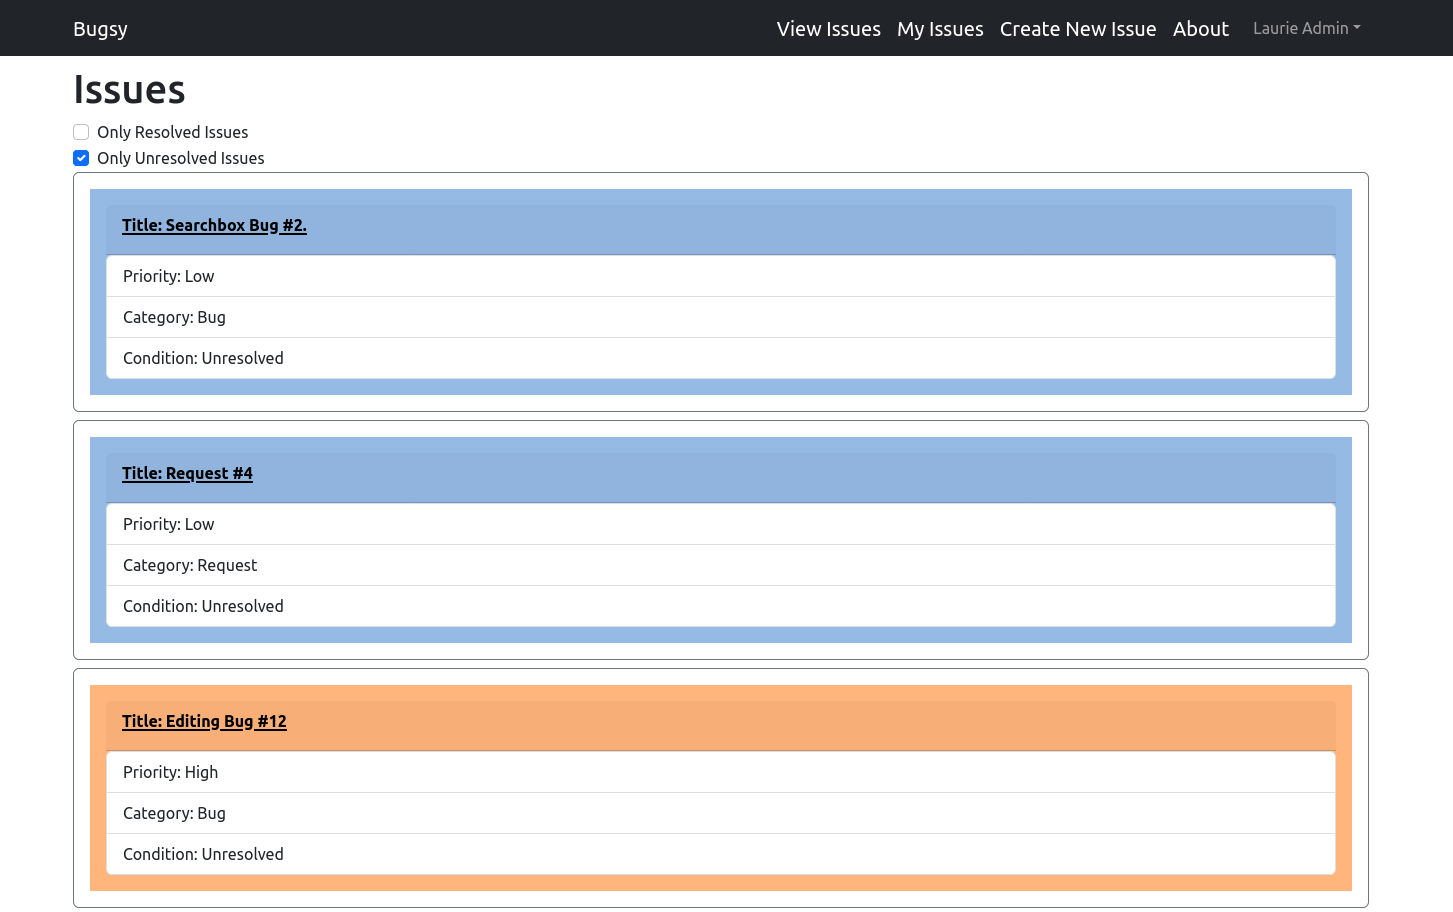 Bugsy View Issues My Issues Create New Issue About Laurie Admin
Issues
Only Resolved Issues
Only Unresolved Issues
Title: Searchbox Bug #2.
Priority: Low
Category: Bug
Condition: Unresolved
Title: Request #4
Priority: Low
Category: Request
Condition: Unresolved
Title: Editing Bug #12
Priority: High
Category: Bug
Condition: Unresolved